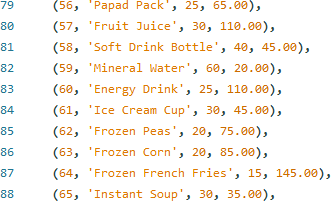 79 (56, 'Papad Pack', 25, 65.00),
80 (57, 'Fruit Juice', 30, 110.00),
81 (58, 'Soft Drink Bottle', 40, 45.00),
82 (59, 'Mineral Water', 60, 20.00),
83 (60, 'Energy Drink', 25, 110.00),
84 (61, 'Ice Cream Cup', 30, 45.00),
85 (62, 'Frozen Peas', 20, 75.00),
86 (63, 'Frozen Corn', 20, 85.00),
87 (64, 'Frozen French Fries', 15, 145.00),
88 (65, 'Instant Soup', 30, 35.00),